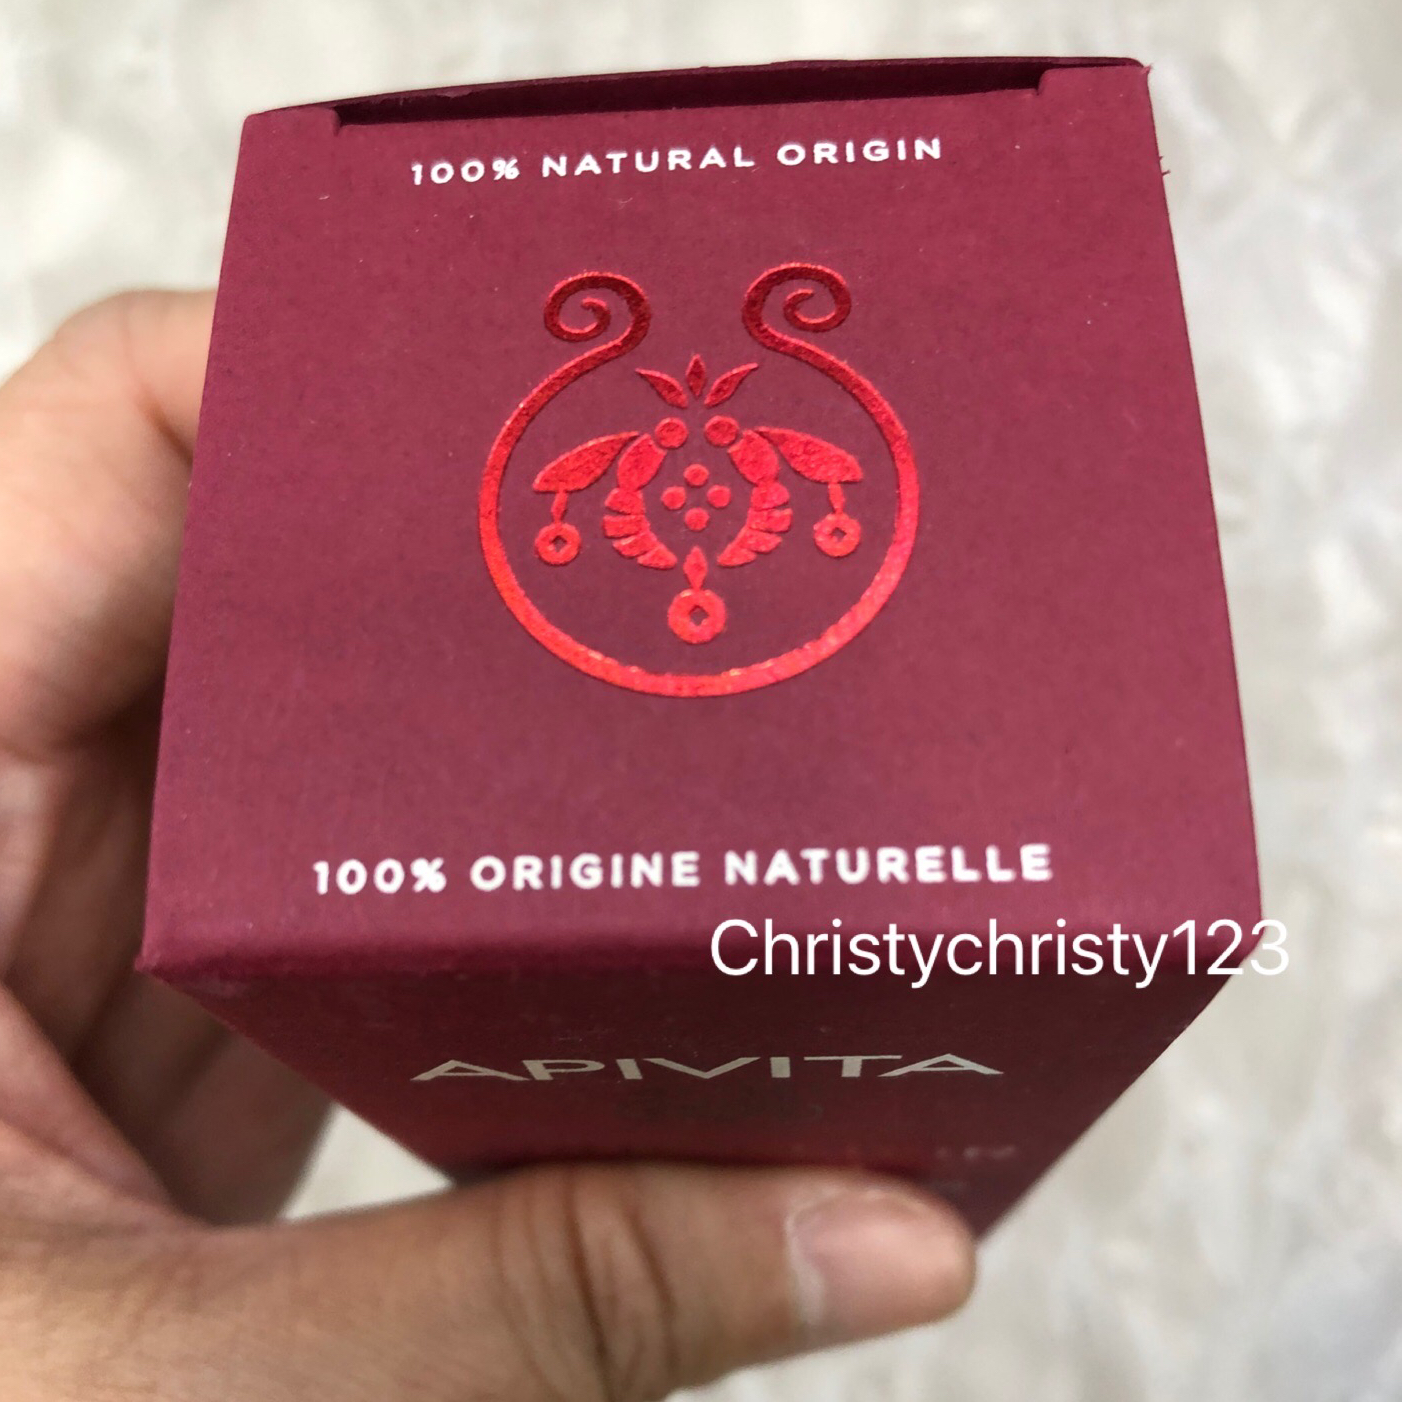 100% NATURAL ORIGIN
100% ORIGINE NATURELLE
Christychristy123
APIVITA